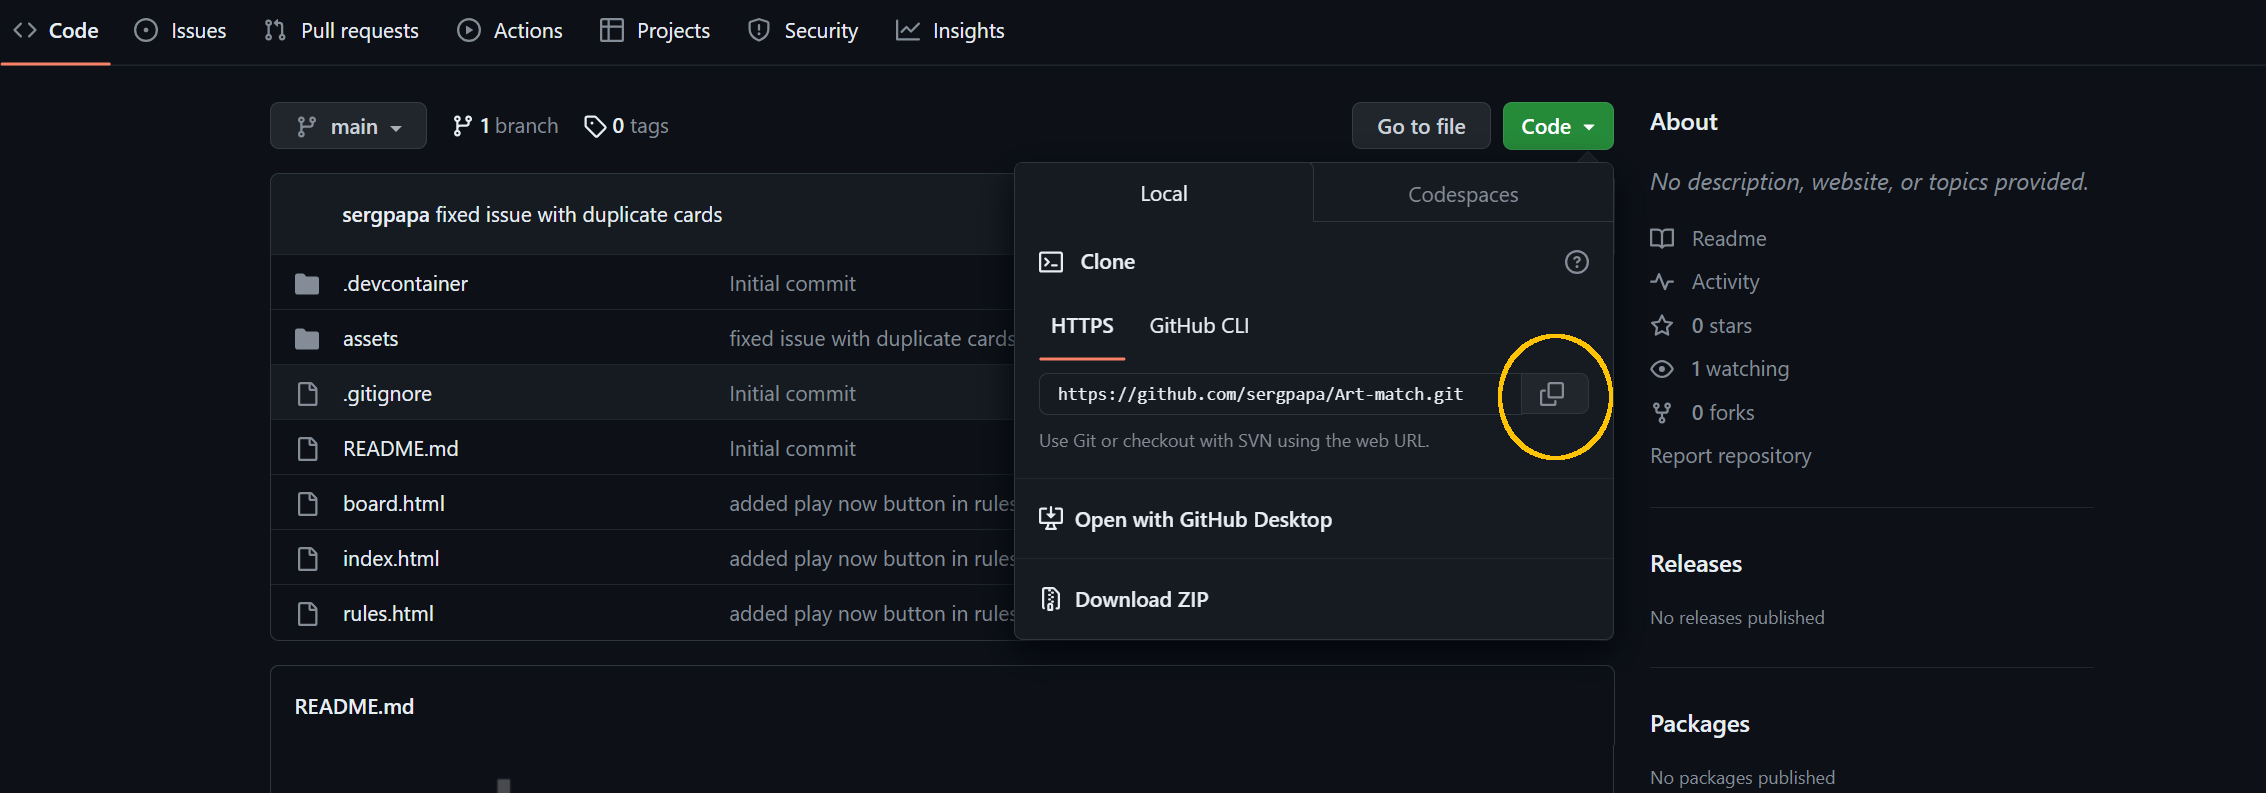 Code Issues Pull requests Actions Projects Security Insights
main 1 branch 0 tags Go to file Code
sergpapa fixed issue with duplicate cards
.devcontainer Initial commit
assets fixed issue with duplicate cards
.gitignore Initial commit
README.md Initial commit
board.html added play now button in rules
index.html added play now button in rules
rules.html added play now button in rules
README.md
Local Codespaces
Clone
HTTPS GitHub CLI
https://github.com/sergpapa/Art-match.git
Use Git or checkout with SVN using the web URL.
Open with GitHub Desktop
Download ZIP
About
No description, website, or topics provided.
Readme
Activity
0 stars
1 watching
0 forks
Report repository
Releases
No releases published
Packages
No packages published